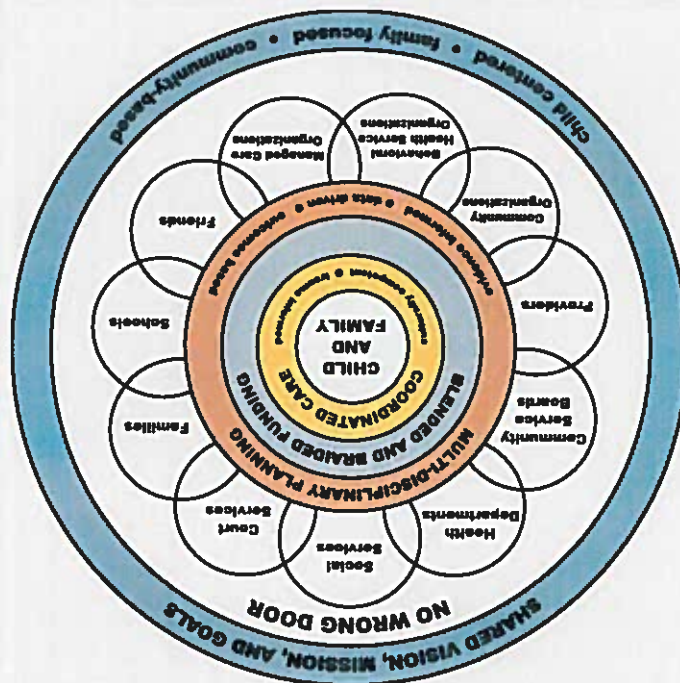 SHARED VISION, MISSION, AND GOALS
NO WRONG DOOR
Social
Services
Court
Services
Families
Schools
Friends
Managed Care
Organizations
Behavioral
Health Service
Organizations
Community
Organizations
Providers
Community
Service
Boards
Health
Departments
MULTI-DISCIPLINARY PLANNING
BLENDED AND BRAIDED FUNDING
COORDINATED CARE
CHILD
AND
FAMILY
culturally competent • trauma informed
evidence informed • data driven • outcome based
child centered • family focused • community-based